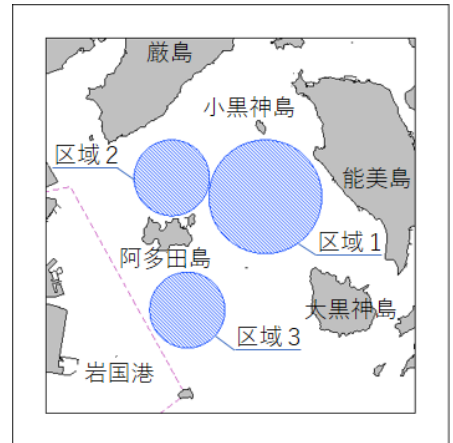 厳島
小黒神島
区域2
能美島
区域1
阿多田島
大黒神島
区域3
岩国港